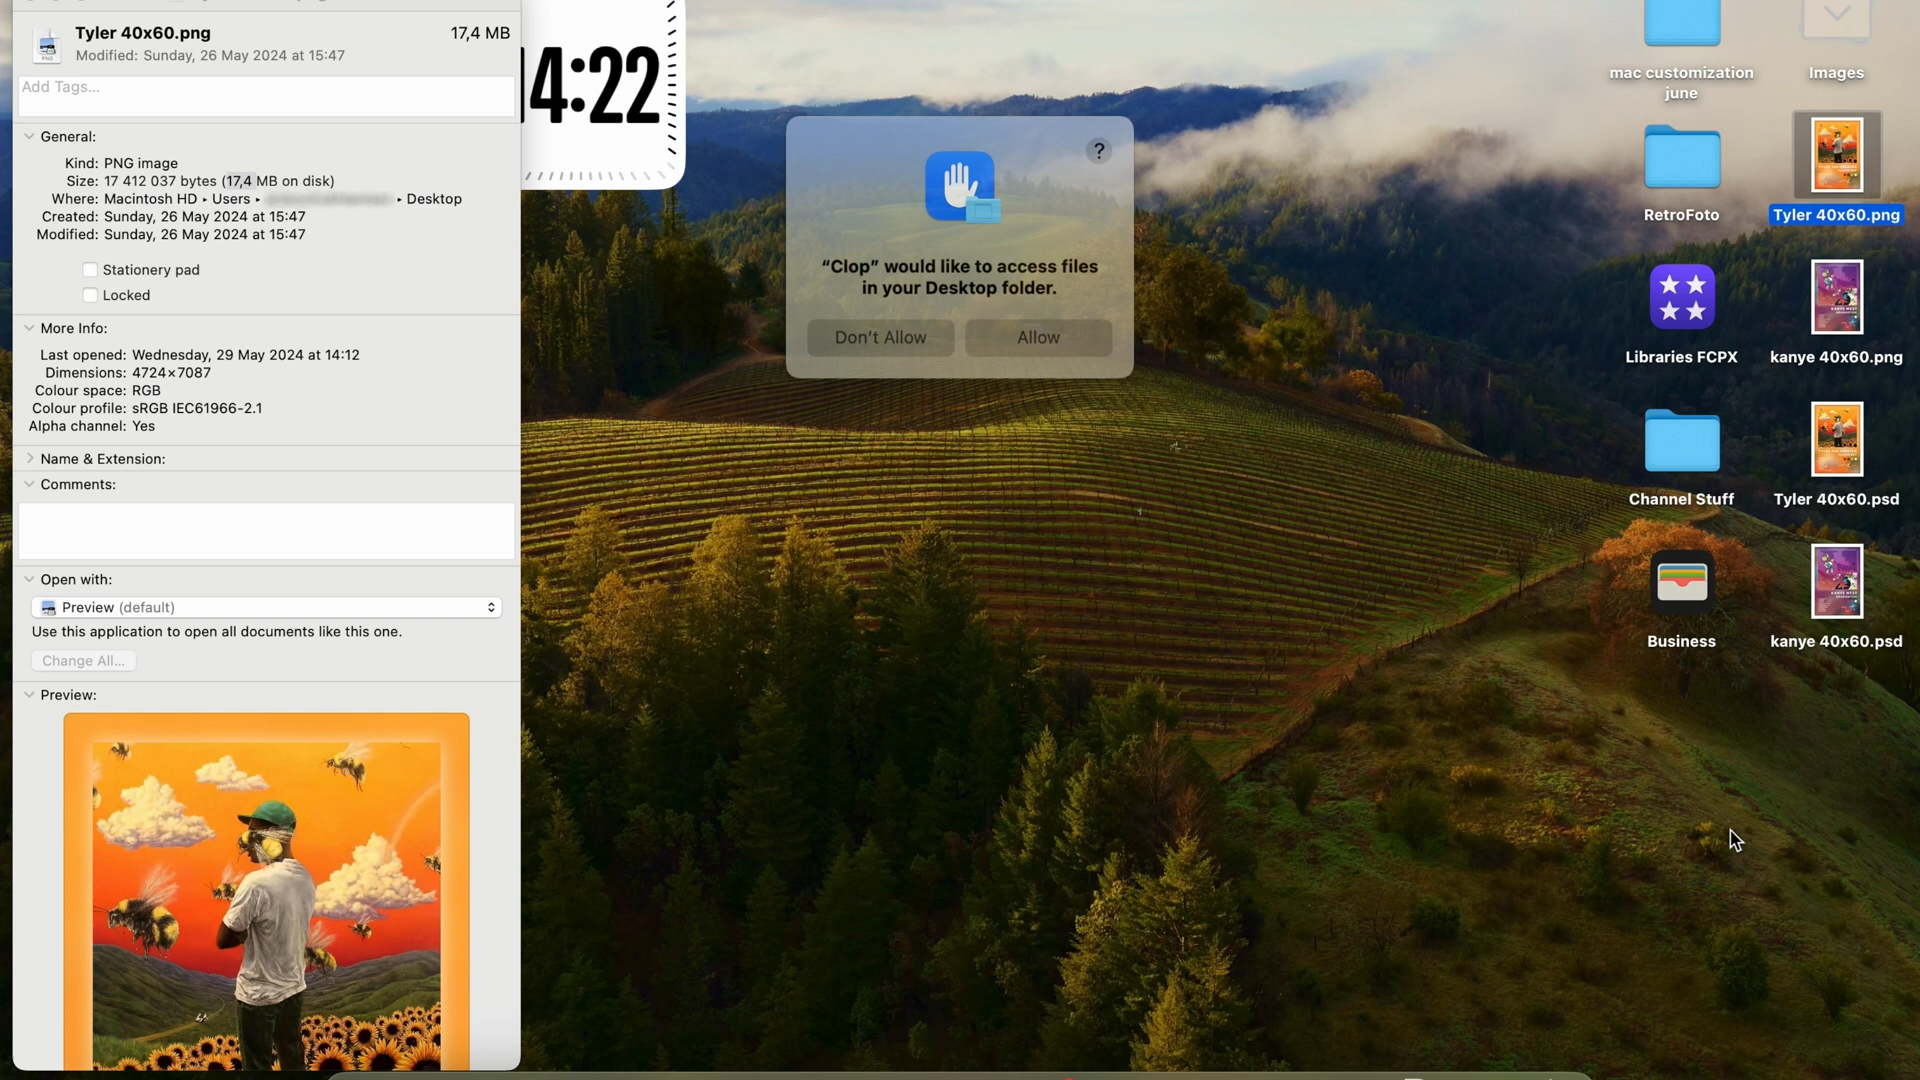 Tyler 40x60.png
17,4 MB
Modified: Sunday, 26 May 2024 at 15:47
Add Tags...
General:
Kind: PNG image
Size: 17 412 037 bytes (17,4 MB on disk)
Where: Macintosh HD ▸ Users ▸ ▸ Desktop
Created: Sunday, 26 May 2024 at 15:47
Modified: Sunday, 26 May 2024 at 15:47
Stationery pad
Locked
More Info:
Last opened: Wednesday, 29 May 2024 at 14:12
Dimensions: 4724×7087
Colour space: RGB
Colour profile: sRGB IEC61966-2.1
Alpha channel: Yes
Name & Extension:
Comments:
Open with:
Preview (default)
Use this application to open all documents like this one.
Change All...
Preview:
4:22
?
“Clop” would like to access files
in your Desktop folder.
Don't Allow
Allow
mac customization
june
Images
RetroFoto
Tyler 40x60.png
Libraries FCPX
kanye 40x60.png
Channel Stuff
Tyler 40x60.psd
Business
kanye 40x60.psd